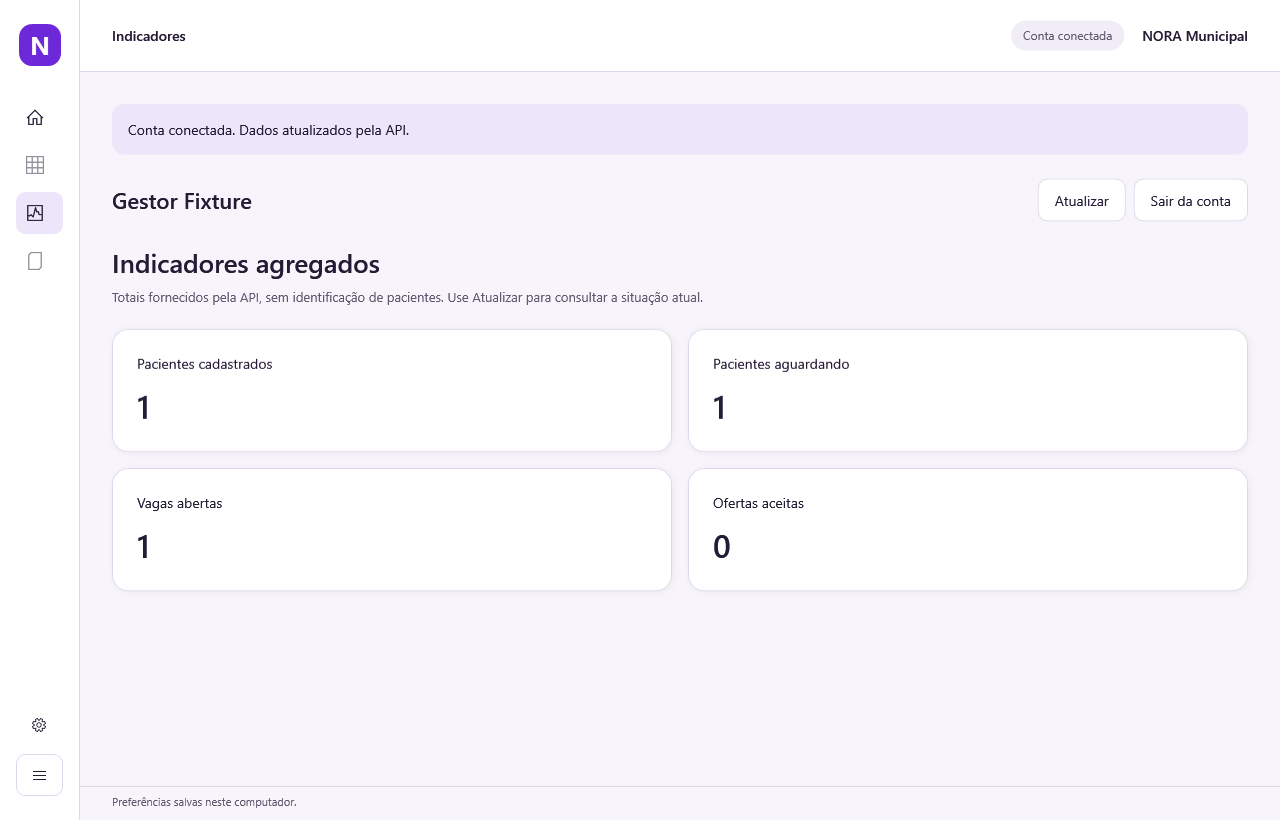 N
Indicadores
Conta conectada
NORA Municipal
Conta conectada. Dados atualizados pela API.
Gestor Fixture
Atualizar
Sair da conta
Indicadores agregados
Totais fornecidos pela API, sem identificação de pacientes. Use Atualizar para consultar a situação atual.
Pacientes cadastrados
1
Pacientes aguardando
1
Vagas abertas
1
Ofertas aceitas
0
Preferências salvas neste computador.